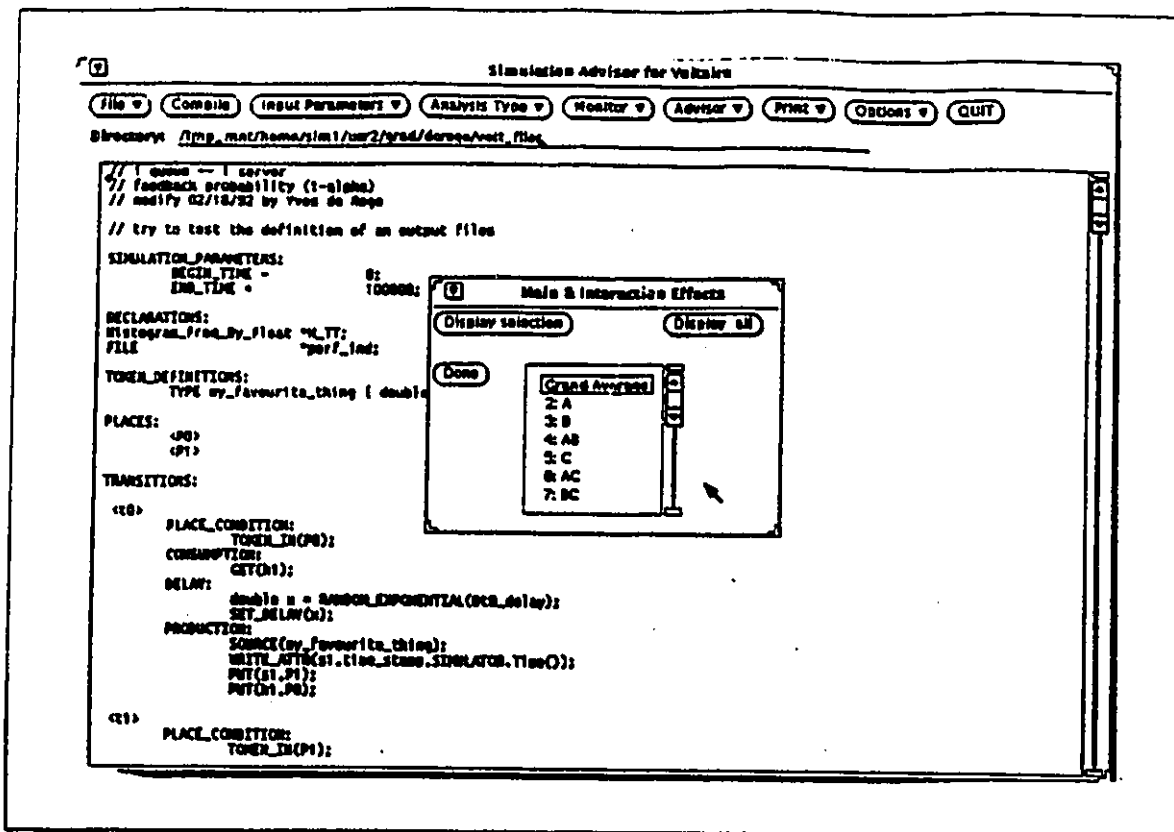 Simulation Advisor for Voltaire
File Compile Input Parameters Analysis Type Monitor Advisor Print Options QUIT
Directory: /tmp_mnt/home/sim1/usr2/grad/dorego/volt_files
// 1 queue -- 1 server
// feedback probability (1-alpha)
// modify 02/18/92 by Yves do Rego
// try to test the definition of an output files
SIMULATION_PARAMETERS:
BEGIN_TIME = 0;
END_TIME = 100000;
DECLARATIONS:
Histogram_Freq_By_Float *H_TT;
FILE *perf_ind;
TOKEN_DEFINITIONS:
TYPE my_favourite_thing { double
PLACES:
<P0>
<P1>
TRANSITIONS:
<t0>
PLACE_CONDITION:
TOKEN_IN(P0);
CONSUMPTION:
GET(h1);
DELAY:
double x = RANDOM_EXPONENTIAL(0t0_delay);
SET_DELAY(x);
PRODUCTION:
SOURCE(my_favourite_thing);
WRITE_ATTB(s1,time_stamp,SIMULATOR.Time());
PUT(s1,P1);
PUT(h1,P0);
<t1>
PLACE_CONDITION:
TOKEN_IN(P1);
Main & Interaction Effects
Display selection Display all
Done
Grand Average
2: A
3: B
4: AB
5: C
6: AC
7: BC